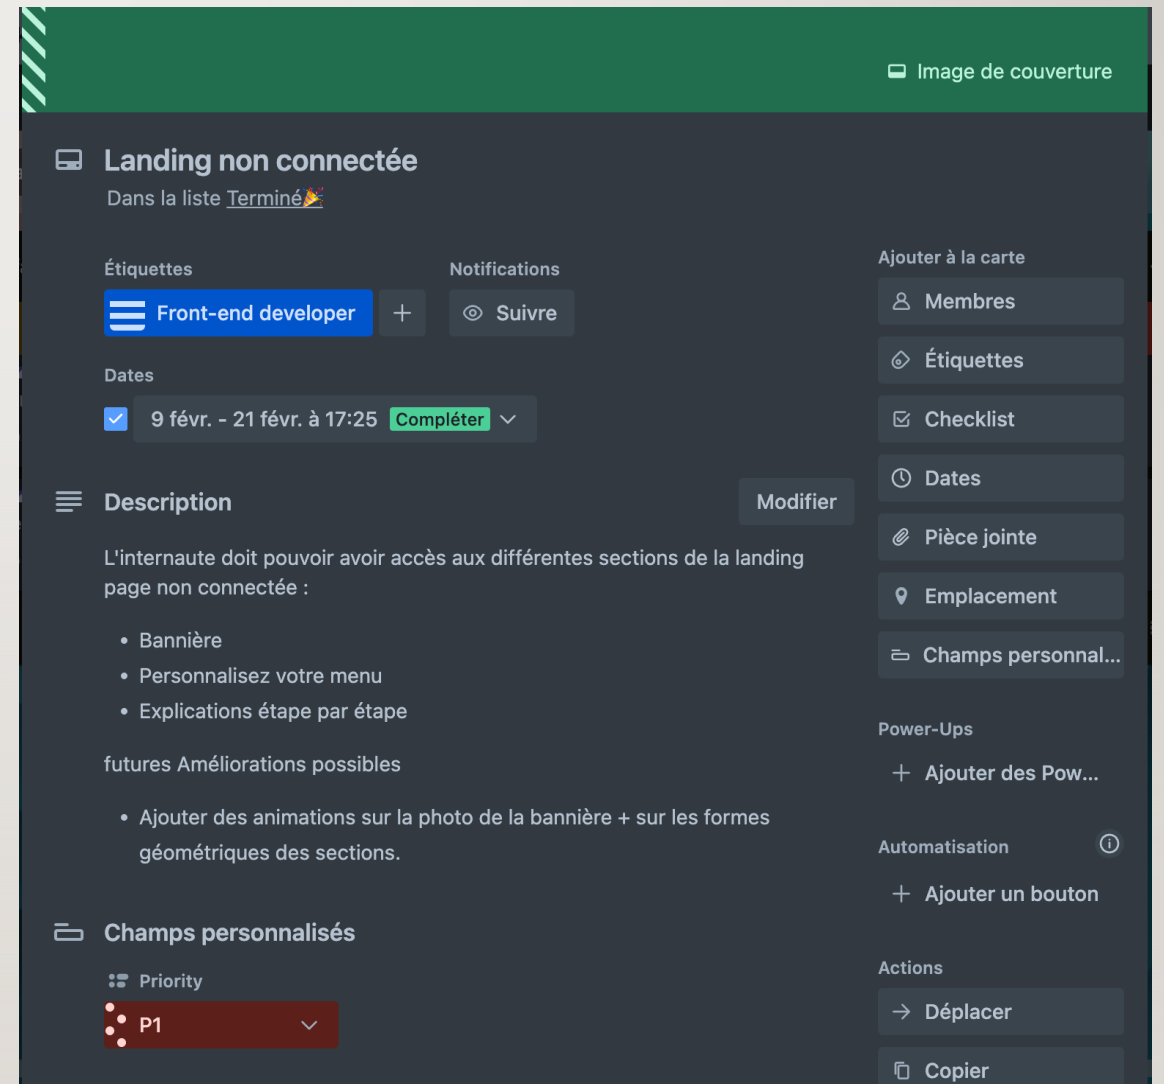 Image de couverture
Landing non connectée
Dans la liste Terminé🎉
Étiquettes
Notifications
Front-end developer
Suivre
Dates
9 févr. - 21 févr. à 17:25 Compléter
Description
Modifier
L'internaute doit pouvoir avoir accès aux différentes sections de la landing
page non connectée :
• Bannière
• Personnalisez votre menu
• Explications étape par étape
futures Améliorations possibles
• Ajouter des animations sur la photo de la bannière + sur les formes
géométriques des sections.
Champs personnalisés
Priority
P1
Ajouter à la carte
Membres
Étiquettes
Checklist
Dates
Pièce jointe
Emplacement
Champs personnal...
Power-Ups
Ajouter des Pow...
Automatisation
Ajouter un bouton
Actions
Déplacer
Copier